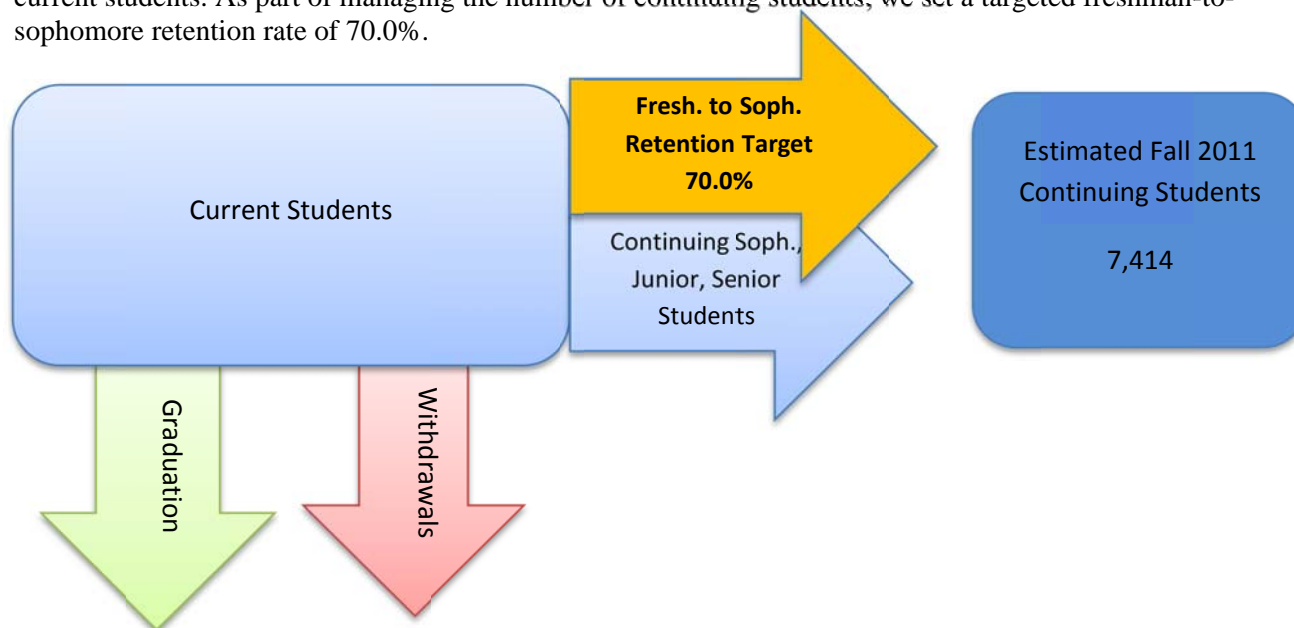 current students. As part of managing the number of continuing students, we set a targeted freshman-to-
sophomore retention rate of 70.0%.
Fresh. to Soph.
Retention Target
70.0%
Current Students
Continuing Soph.,
Junior, Senior
Students
Estimated Fall 2011
Continuing Students
7,414
Graduation
Withdrawals